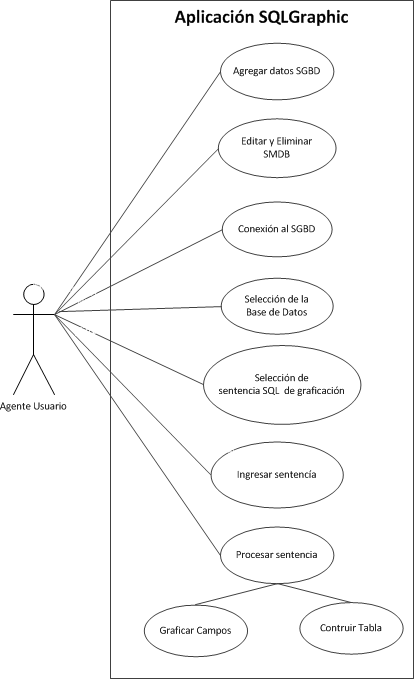 Aplicación SQLGraphic
Agregar datos SGBD
Editar y Eliminar
SMDB
Conexión al SGBD
Selección de la
Base de Datos
Agente Usuario
Selección de
sentencia SQL de graficación
Ingresar sentencía
Procesar sentencia
Graficar Campos
Contruir Tabla